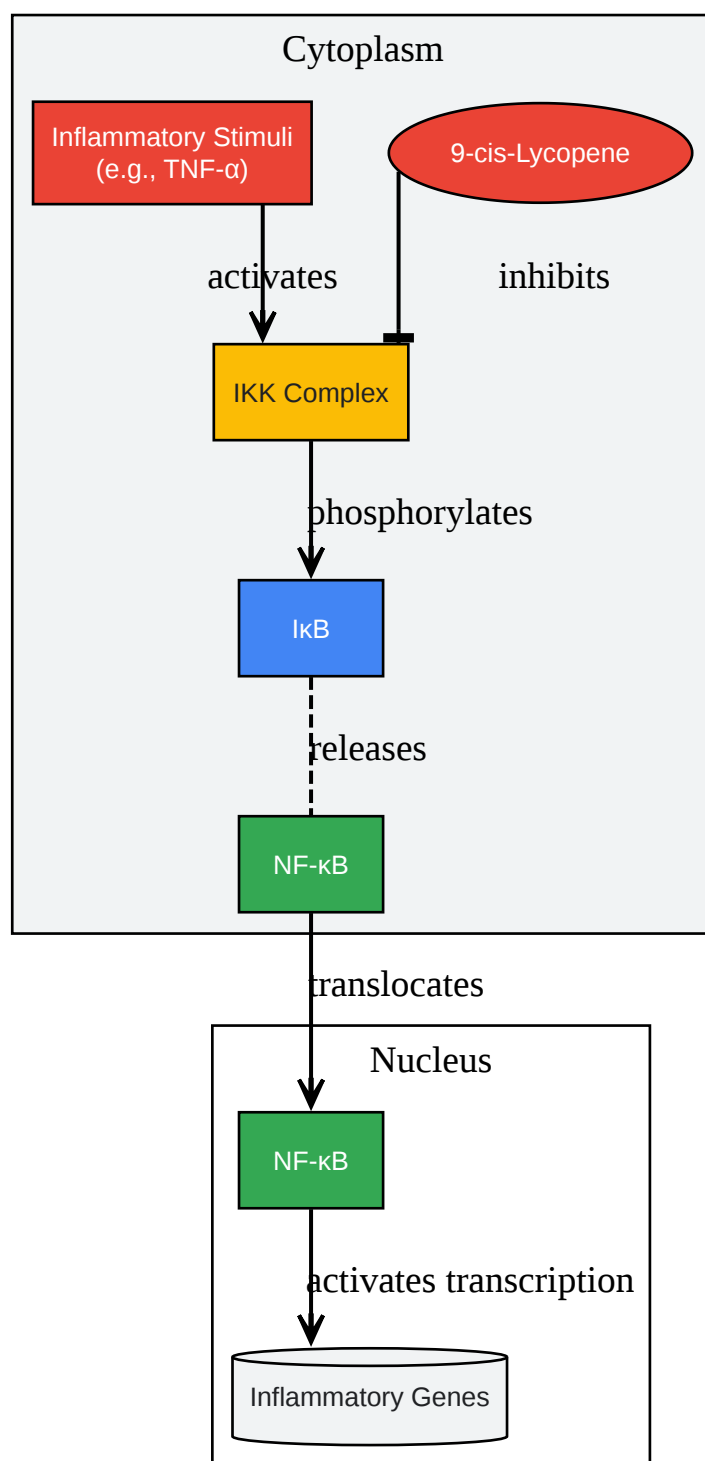 Cytoplasm
Inflammatory Stimuli
(e.g., TNF-α)
9-cis-Lycopene
activates
inhibits
IKK Complex
phosphorylates
IκB
releases
NF-κB
translocates
Nucleus
NF-κB
activates transcription
Inflammatory Genes